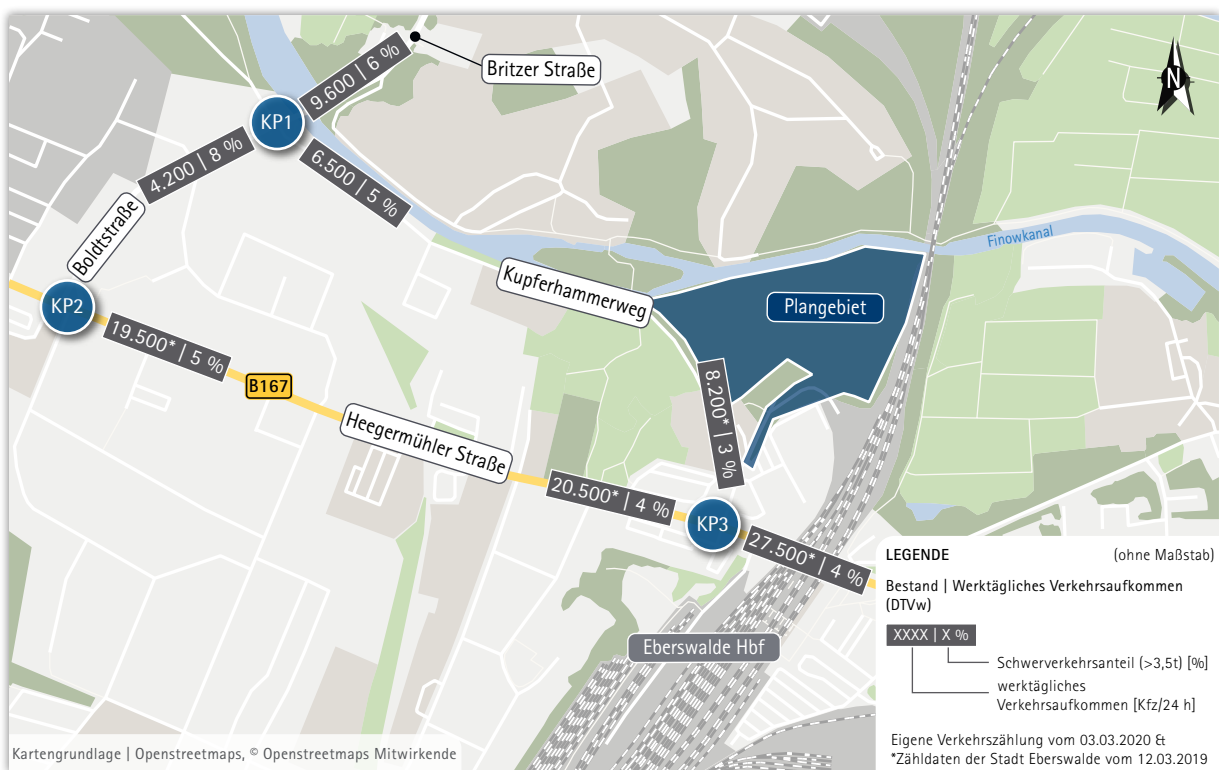 Britzer Straße
9.600 | 6 %
KP1
4.200 | 8 %
6.500 | 5 %
N
Boldtstraße
Finowkanal
Kupferhammerweg
Plangebiet
KP2
19.500* | 5 %
B167
8.200* | 3 %
Heegermühler Straße
20.500* | 4 %
KP3
27.500* | 4 %
Eberswalde Hbf
LEGENDE (ohne Maßstab)
Bestand | Werktägliches Verkehrsaufkommen
(DTVw)
XXXX | X %
Schwerverkehrsanteil (>3,5t) [%]
werktägliches
Verkehrsaufkommen [Kfz/24 h]
Eigene Verkehrszählung vom 03.03.2020 &
*Zähldaten der Stadt Eberswalde vom 12.03.2019
Kartengrundlage | Openstreetmaps, © Openstreetmaps Mitwirkende